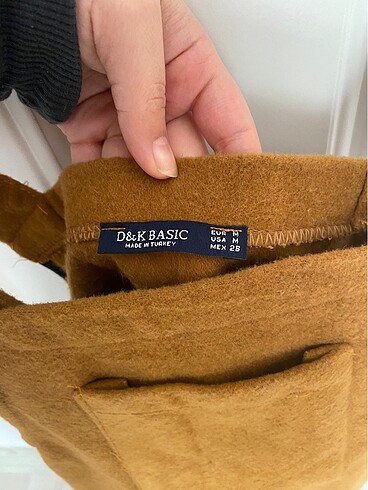 D&K BASIC
MADE IN TURKEY
EUR M
USA M
MEX 28